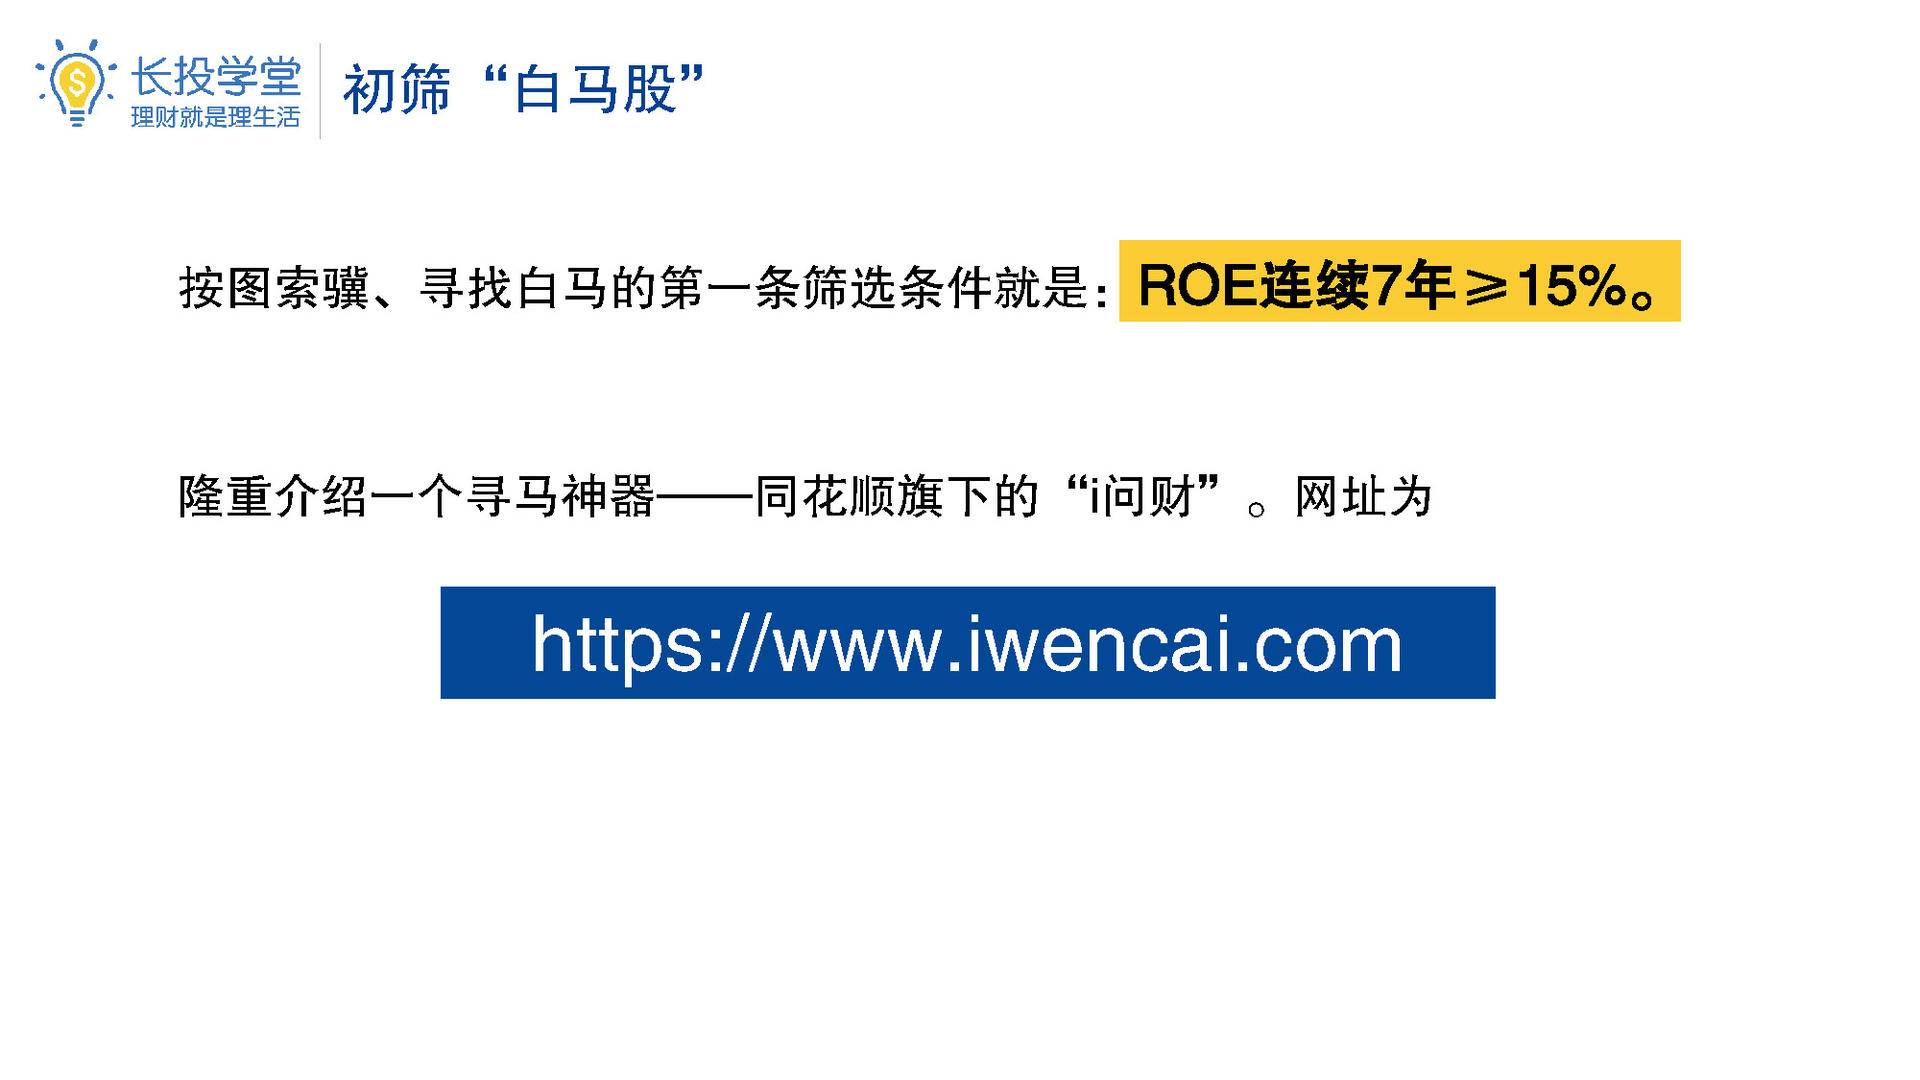 长投学堂
理财就是理生活
初筛“白马股”
按图索骥、寻找白马的第一条筛选条件就是：ROE连续7年≥15%。
隆重介绍一个寻马神器——同花顺旗下的“i问财”。网址为
https://www.iwencai.com